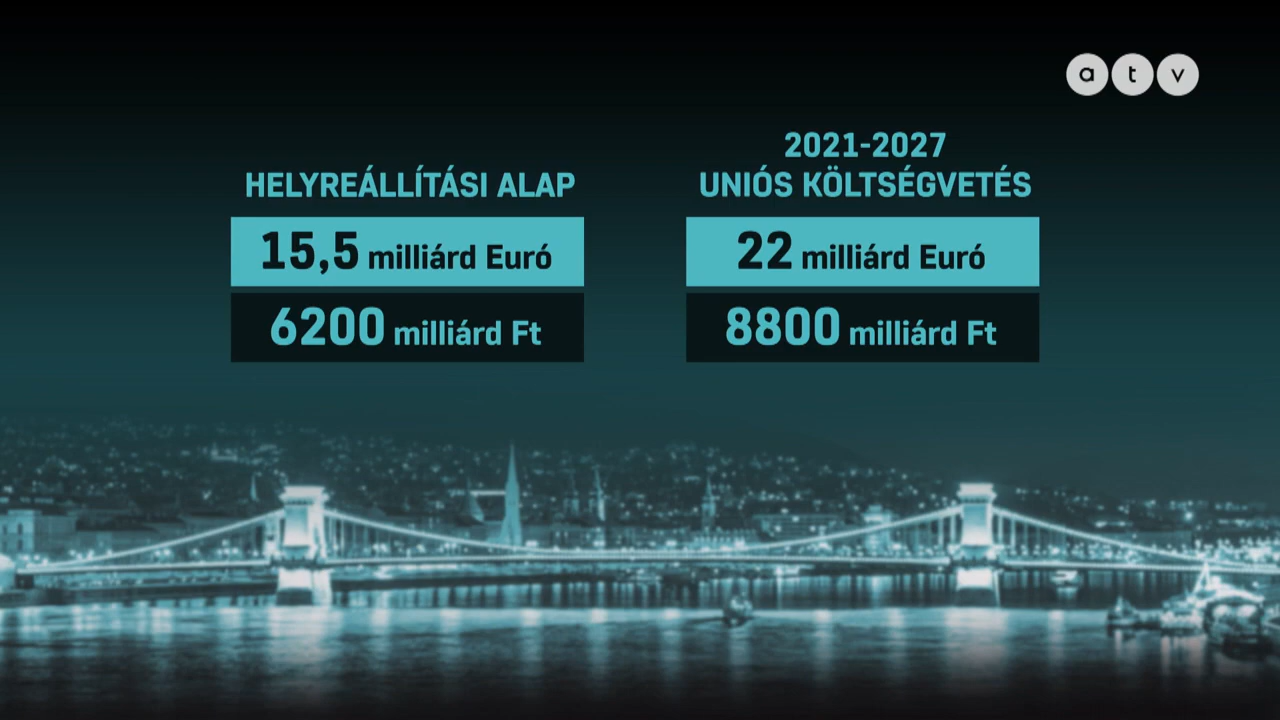 atv
HELYREÁLLÍTÁSI ALAP
15,5 milliárd Euró
6200 milliárd Ft
2021-2027
UNIÓS KÖLTSÉGVETÉS
22 milliárd Euró
8800 milliárd Ft